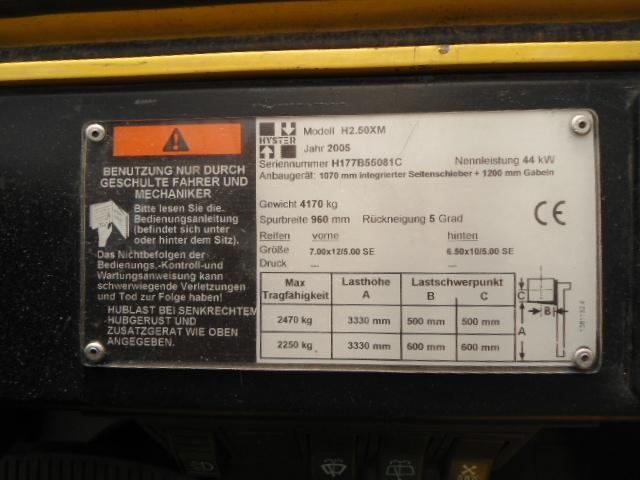 BENUTZUNG NUR DURCH
GESCHULTE FAHRER UND
MECHANIKER
Bitte lesen Sie die
Bedienungsanleitung
(befindet sich unter
oder hinter dem Sitz).
Das Nichtbefolgen der
Bedienungs,-Kontroll-und
Wartungsanweisung kann
schwerwiegende Verletzungen
und Tod zur Folge haben!
HUBLAST BEI SENKRECHTEM
HUBGERUST UND
ZUSATZGERAT WIE OBEN
ANGEGEBEN.
HYSTER
Modell H2.50XM
Jahr 2005
Seriennummer H177B55081C Nennleistung 44 kW
Anbaugerät: 1070 mm integrierter Seitenschieber + 1200 mm Gabeln
Gewicht 4170 kg
Spurbreite 960 mm Rückneigung 5 Grad
CE
Reifen vorne hinten
Größe 7.00x12/5.00 SE 6.50x10/5.00 SE
Druck --- ---
Max Tragfähigkeit Lasthöhe A Lastschwerpunkt B C
2470 kg 3330 mm 500 mm 500 mm
2250 kg 3330 mm 600 mm 600 mm
C
B
A